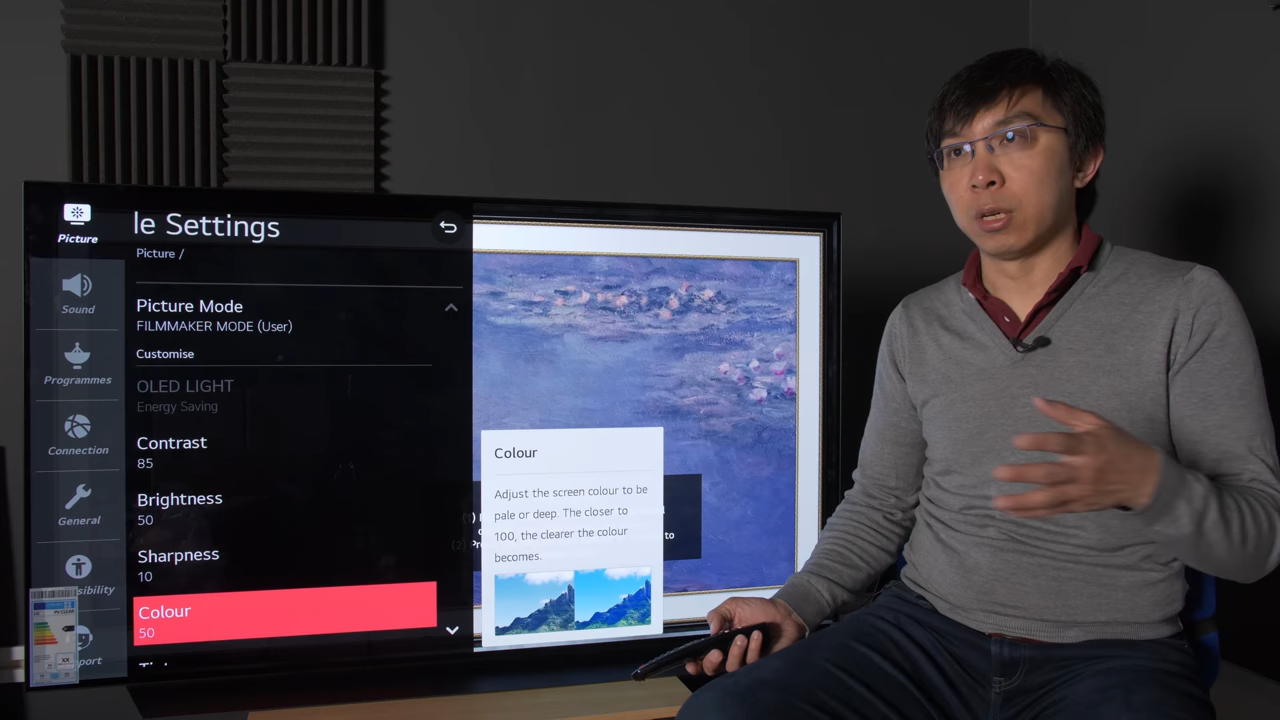 Picture
Sound
Programmes
Connection
General
le Settings
Picture /
Picture Mode
FILMMAKER MODE (User)
Customise
OLED LIGHT
Energy Saving
Contrast
85
Brightness
50
Sharpness
10
Colour
50
Colour
Adjust the screen colour to be
pale or deep. The closer to
100, the clearer the colour
becomes.
to
XX